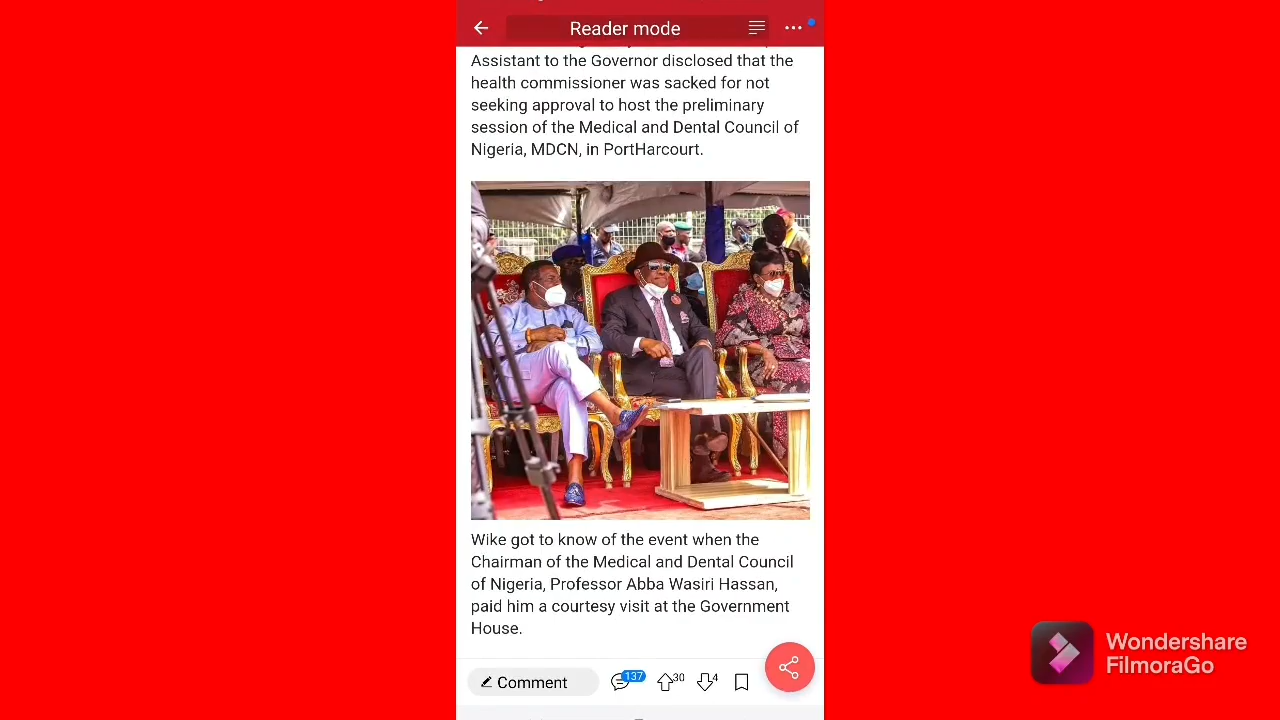 Reader mode
Assistant to the Governor disclosed that the
health commissioner was sacked for not
seeking approval to host the preliminary
session of the Medical and Dental Council of
Nigeria, MDCN, in PortHarcourt.
Wike got to know of the event when the
Chairman of the Medical and Dental Council
of Nigeria, Professor Abba Wasiri Hassan,
paid him a courtesy visit at the Government
House.
Comment
137
30
4
Wondershare
FilmoraGo